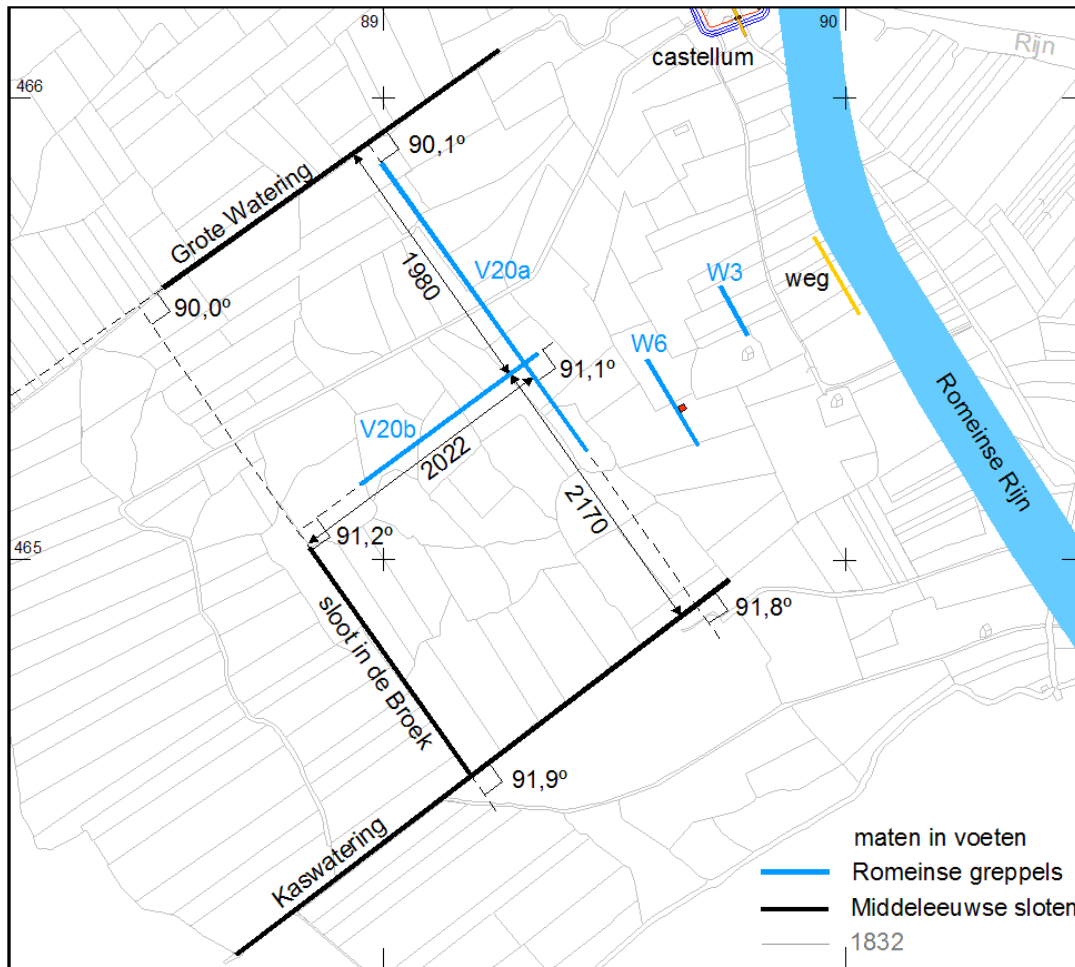 89
90
Rijn
castellum
466
90,1º
Grote Watering
V20a
W3
weg
1980
90,0º
W6
91,1º
V20b
2022
Romeinse Rijn
2170
465
91,2º
91,8º
sloot in de Broek
91,9º
Kaswatering
maten in voeten
Romeinse greppels
Middeleeuwse sloten
1832